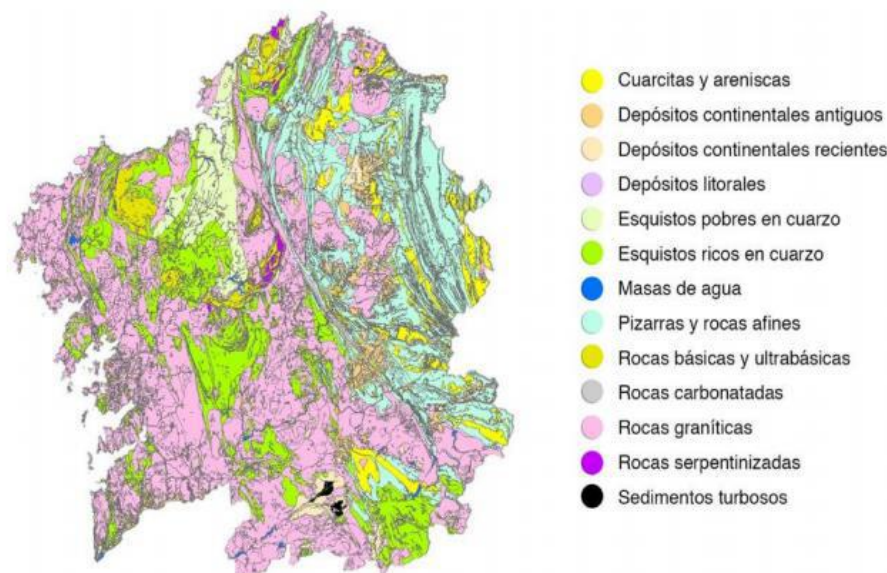 Cuarcitas y areniscas
Depósitos continentales antiguos
Depósitos continentales recientes
Depósitos litorales
Esquistos pobres en cuarzo
Esquistos ricos en cuarzo
Masas de agua
Pizarras y rocas afines
Rocas básicas y ultrabásicas
Rocas carbonatadas
Rocas graníticas
Rocas serpentinizadas
Sedimentos turbosos